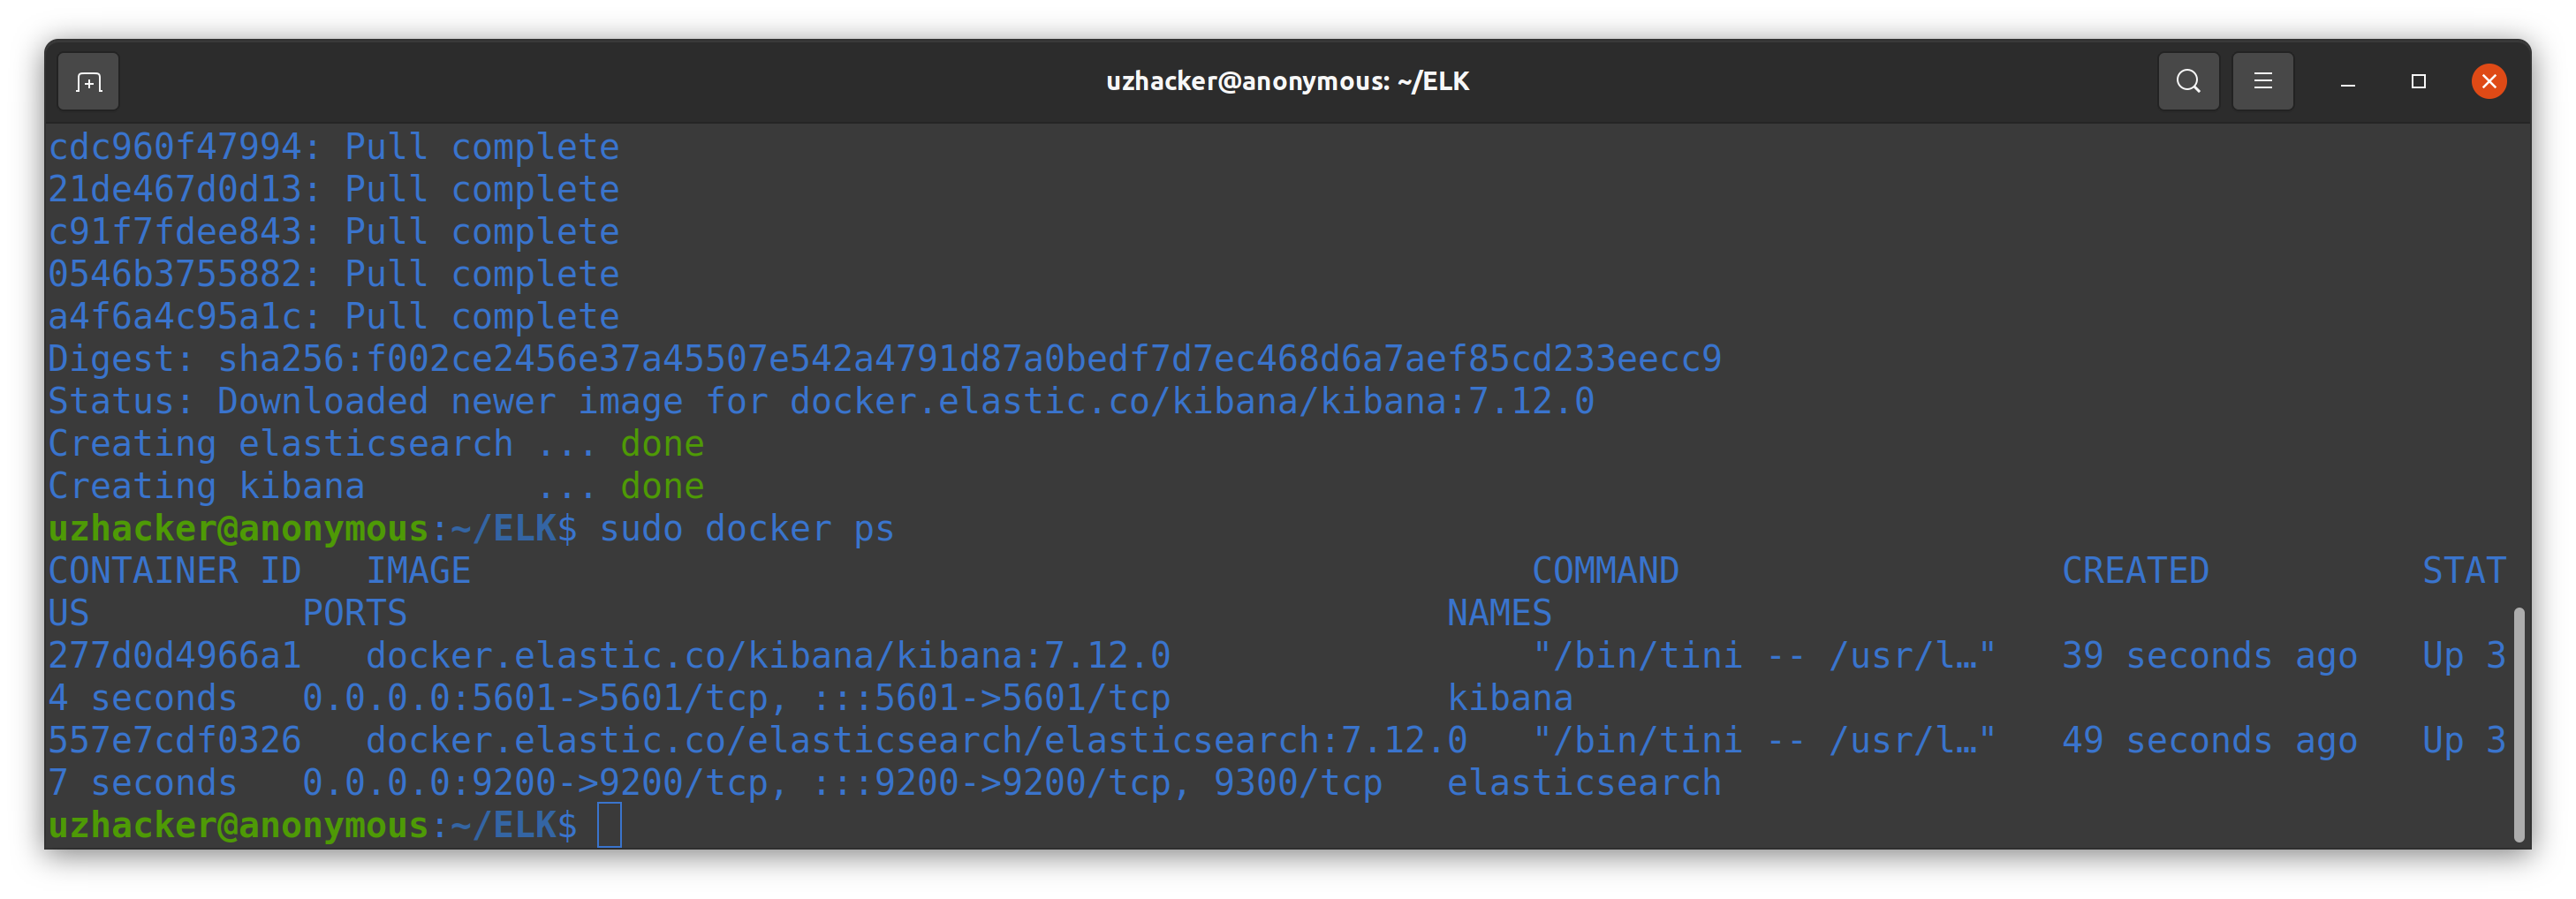 uzhacker@anonymous: ~/ELK
cdc960f47994: Pull complete
21de467d0d13: Pull complete
c91f7fdee843: Pull complete
0546b3755882: Pull complete
a4f6a4c95a1c: Pull complete
Digest: sha256:f002ce2456e37a45507e542a4791d87a0bedf7d7ec468d6a7aef85cd233eecc9
Status: Downloaded newer image for docker.elastic.co/kibana/kibana:7.12.0
Creating elasticsearch ... done
Creating kibana        ... done
uzhacker@anonymous:~/ELK$ sudo docker ps
CONTAINER ID   IMAGE                                                  COMMAND                  CREATED          STAT
US          PORTS                                                 NAMES
277d0d4966a1   docker.elastic.co/kibana/kibana:7.12.0                 "/bin/tini -- /usr/l…"   39 seconds ago   Up 3
4 seconds   0.0.0.0:5601->5601/tcp, :::5601->5601/tcp             kibana
557e7cdf0326   docker.elastic.co/elasticsearch/elasticsearch:7.12.0   "/bin/tini -- /usr/l…"   49 seconds ago   Up 3
7 seconds   0.0.0.0:9200->9200/tcp, :::9200->9200/tcp, 9300/tcp   elasticsearch
uzhacker@anonymous:~/ELK$